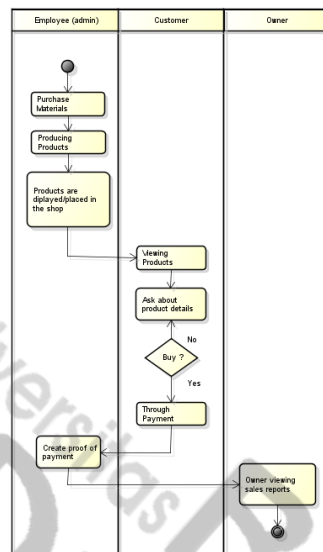 Employee (admin)
Customer
Owner
Purchase
Materials
Producing
Products
Products are
diplayed/placed in
the shop
Viewing
Products
Ask about
product details
No
Buy ?
Yes
Through
Payment
Create proof of
payment
Owner viewing
sales reports